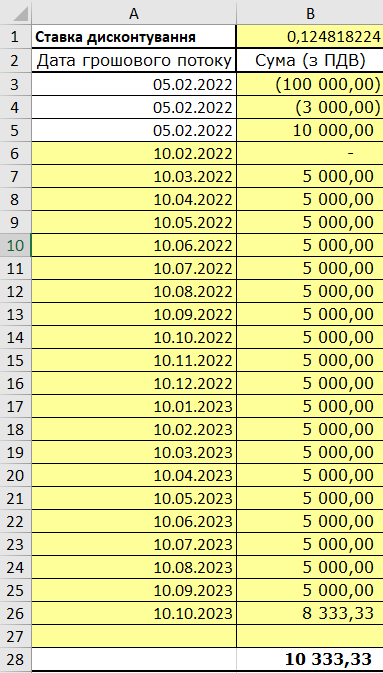 A B
1 Ставка дисконтування 0,124818224
2 Дата грошового потоку Сума (з ПДВ)
3 05.02.2022 (100 000,00)
4 05.02.2022 (3 000,00)
5 05.02.2022 10 000,00
6 10.02.2022 -
7 10.03.2022 5 000,00
8 10.04.2022 5 000,00
9 10.05.2022 5 000,00
10 10.06.2022 5 000,00
11 10.07.2022 5 000,00
12 10.08.2022 5 000,00
13 10.09.2022 5 000,00
14 10.10.2022 5 000,00
15 10.11.2022 5 000,00
16 10.12.2022 5 000,00
17 10.01.2023 5 000,00
18 10.02.2023 5 000,00
19 10.03.2023 5 000,00
20 10.04.2023 5 000,00
21 10.05.2023 5 000,00
22 10.06.2023 5 000,00
23 10.07.2023 5 000,00
24 10.08.2023 5 000,00
25 10.09.2023 5 000,00
26 10.10.2023 8 333,33
27
28 10 333,33